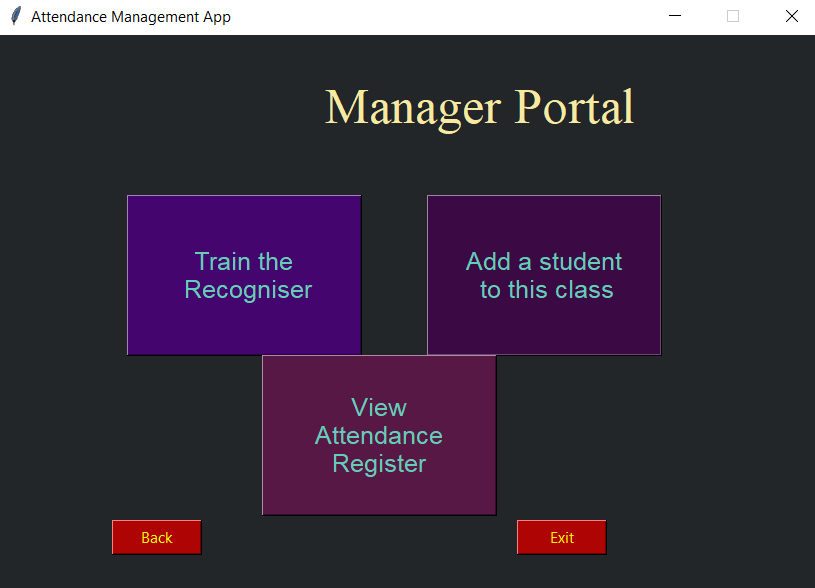 Attendance Management App
Manager Portal
Train the
Recogniser
Add a student
to this class
View
Attendance
Register
Back
Exit